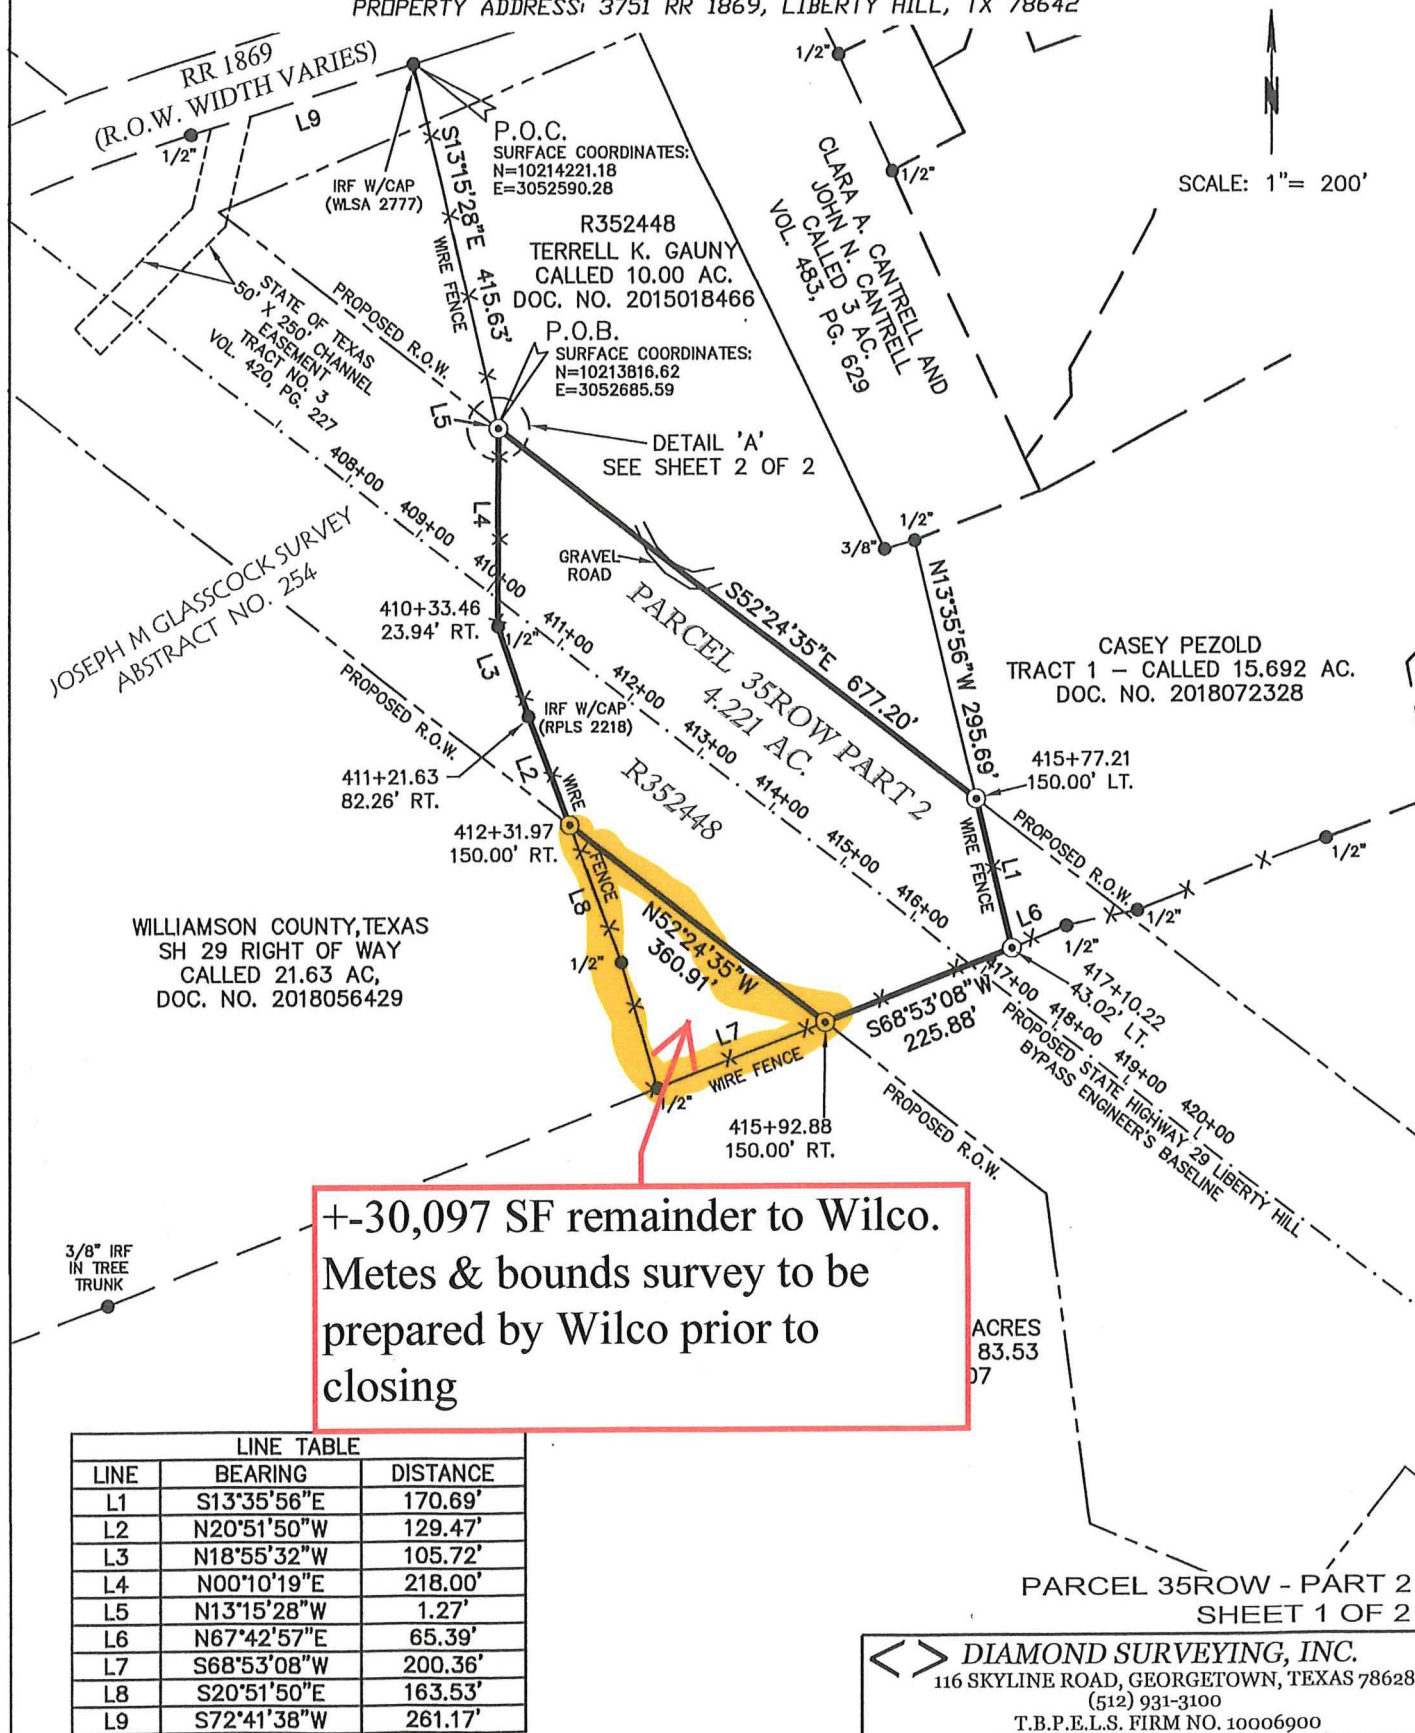 PROPERTY ADDRESS: 3751 RR 1869, LIBERTY HILL, TX 78642
RR 1869
(R.O.W. WIDTH VARIES)
L9
1/2"
1/2"
1/2"
N
SCALE: 1"= 200'
P.O.C.
SURFACE COORDINATES:
N=10214221.18
E=3052590.28
IRF W/CAP
(WLSA 2777)
S13°15'28"E 415.63'
WIRE FENCE
R352448
TERRELL K. GAUNY
CALLED 10.00 AC.
DOC. NO. 2015018466
CLARA A. CANTRELL AND
JOHN N. CANTRELL
CALLED 3 AC.
VOL. 483, PG. 629
PROPOSED R.O.W.
STATE OF TEXAS
50' X 250' CHANNEL
EASEMENT
TRACT NO. 3
VOL. 420, PG. 227
P.O.B.
SURFACE COORDINATES:
N=10213816.62
E=3052685.59
L5
DETAIL 'A'
SEE SHEET 2 OF 2
408+00
409+00
410+00
411+00
412+00
413+00
414+00
415+00
416+00
417+00
418+00
419+00
420+00
L4
JOSEPH M GLASSCOCK SURVEY
ABSTRACT NO. 254
GRAVEL
ROAD
3/8"
1/2"
N13°35'56"W 295.69'
S52°24'35"E 677.20'
PARCEL 35ROW PART 2
4.221 AC.
R352448
410+33.46
23.94' RT.
1/2"
L3
CASEY PEZOLD
TRACT 1 – CALLED 15.692 AC.
DOC. NO. 2018072328
PROPOSED R.O.W.
IRF W/CAP
(RPLS 2218)
411+21.63
82.26' RT.
L2
WIRE
FENCE
415+77.21
150.00' LT.
412+31.97
150.00' RT.
WIRE FENCE
L1
PROPOSED R.O.W.
1/2"
1/2"
L6
1/2"
L8
WILLIAMSON COUNTY,TEXAS
SH 29 RIGHT OF WAY
CALLED 21.63 AC,
DOC. NO. 2018056429
1/2"
N52°24'35"W
360.91'
417+10.22
43.02' LT.
S68°53'08"W
225.88'
L7
WIRE FENCE
1/2"
PROPOSED STATE HIGHWAY 29 LIBERTY HILL
BYPASS ENGINEER'S BASELINE
415+92.88
150.00' RT.
PROPOSED R.O.W.
+-30,097 SF remainder to Wilco.
Metes & bounds survey to be
prepared by Wilco prior to
closing
3/8" IRF
IN TREE
TRUNK
ACRES
83.53
07
LINE TABLE
LINE BEARING DISTANCE
L1 S13°35'56"E 170.69'
L2 N20°51'50"W 129.47'
L3 N18°55'32"W 105.72'
L4 N00°10'19"E 218.00'
L5 N13°15'28"W 1.27'
L6 N67°42'57"E 65.39'
L7 S68°53'08"W 200.36'
L8 S20°51'50"E 163.53'
L9 S72°41'38"W 261.17'
PARCEL 35ROW - PART 2
SHEET 1 OF 2
DIAMOND SURVEYING, INC.
116 SKYLINE ROAD, GEORGETOWN, TEXAS 78628
(512) 931-3100
T.B.P.E.L.S. FIRM NO. 10006900